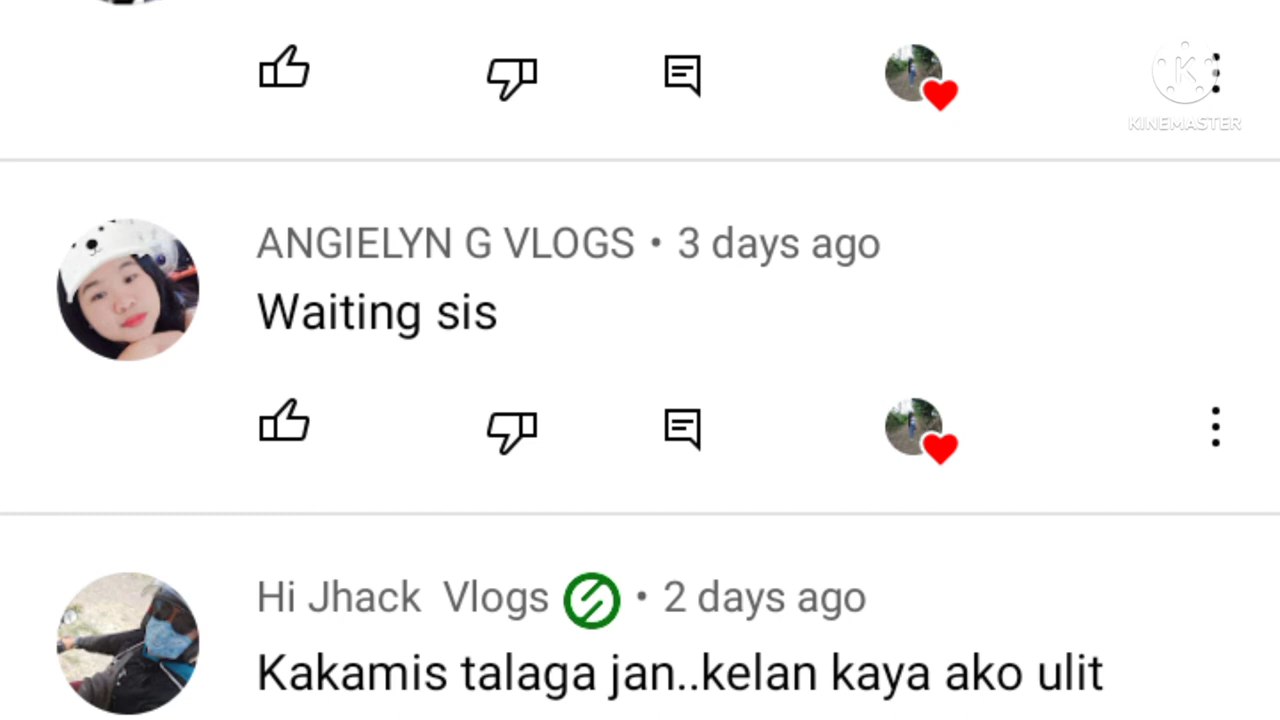 KINEMASTER
ANGIELYN G VLOGS • 3 days ago
Waiting sis
Hi Jhack Vlogs • 2 days ago
Kakamis talaga jan..kelan kaya ako ulit